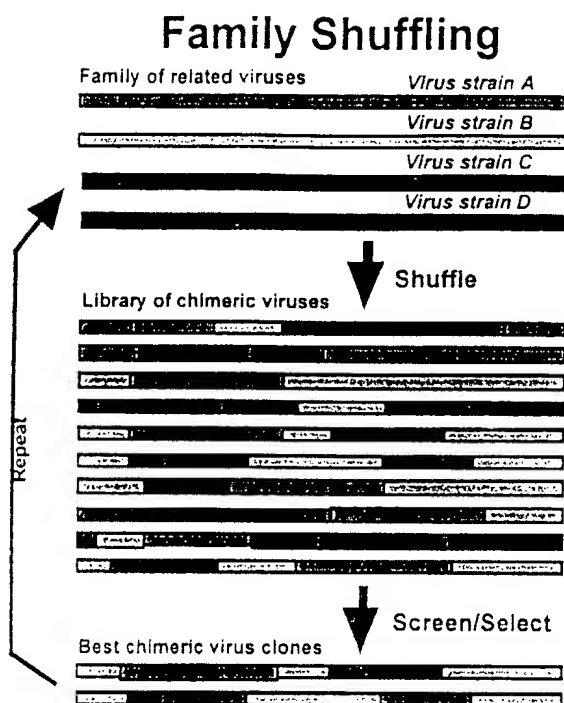 Family Shuffling
Family of related viruses
Virus strain A
Virus strain B
Virus strain C
Virus strain D
Shuffle
Library of chimeric viruses
Repeat
Screen/Select
Best chimeric virus clones